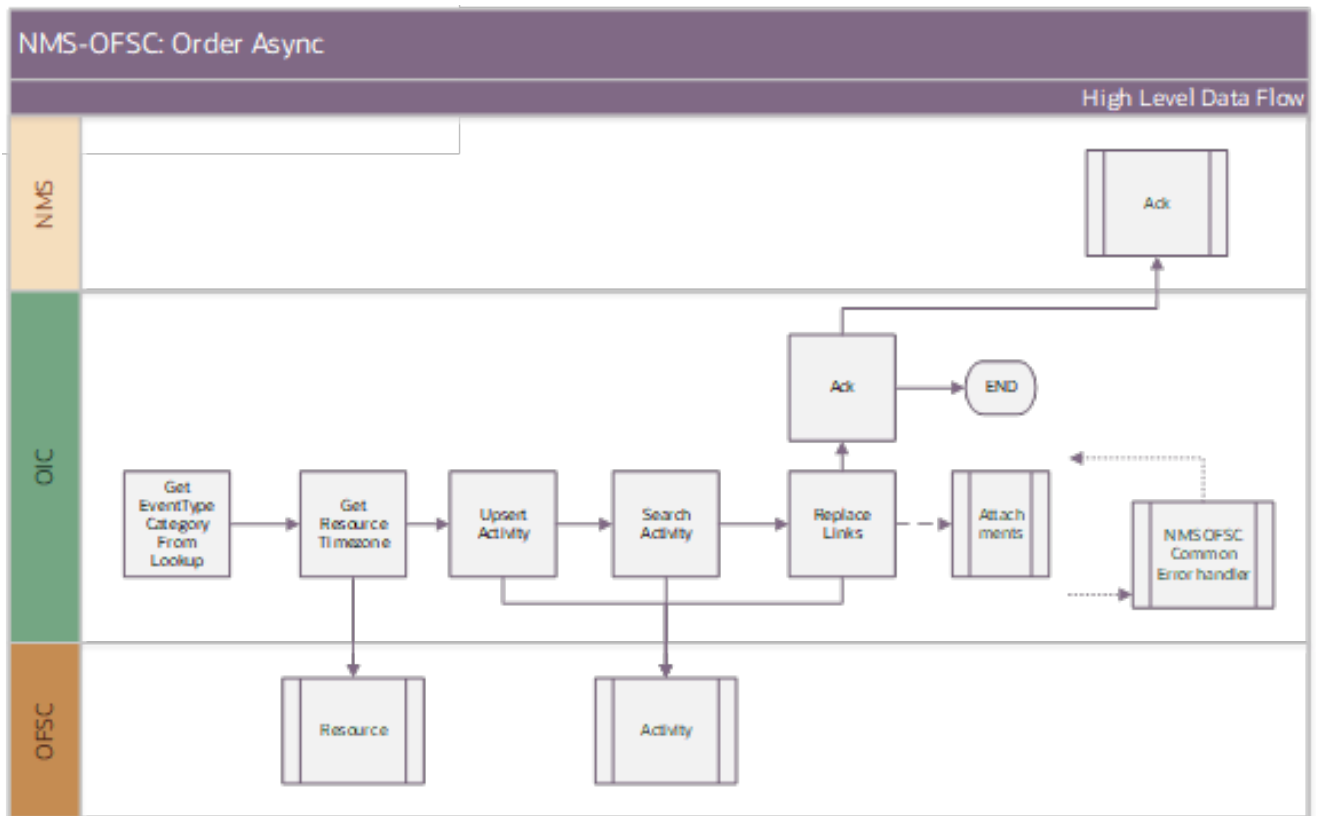 NMS-OFSC: Order Async
High Level Data Flow
NMS
Ack
OIC
Ack
END
Get
EventType
Category
From
Lookup
Get
Resource
Timezone
Upsert
Activity
Search
Activity
Replace
Links
Attach
ments
NMS OFSC
Common
Error handler
OFSC
Resource
Activity